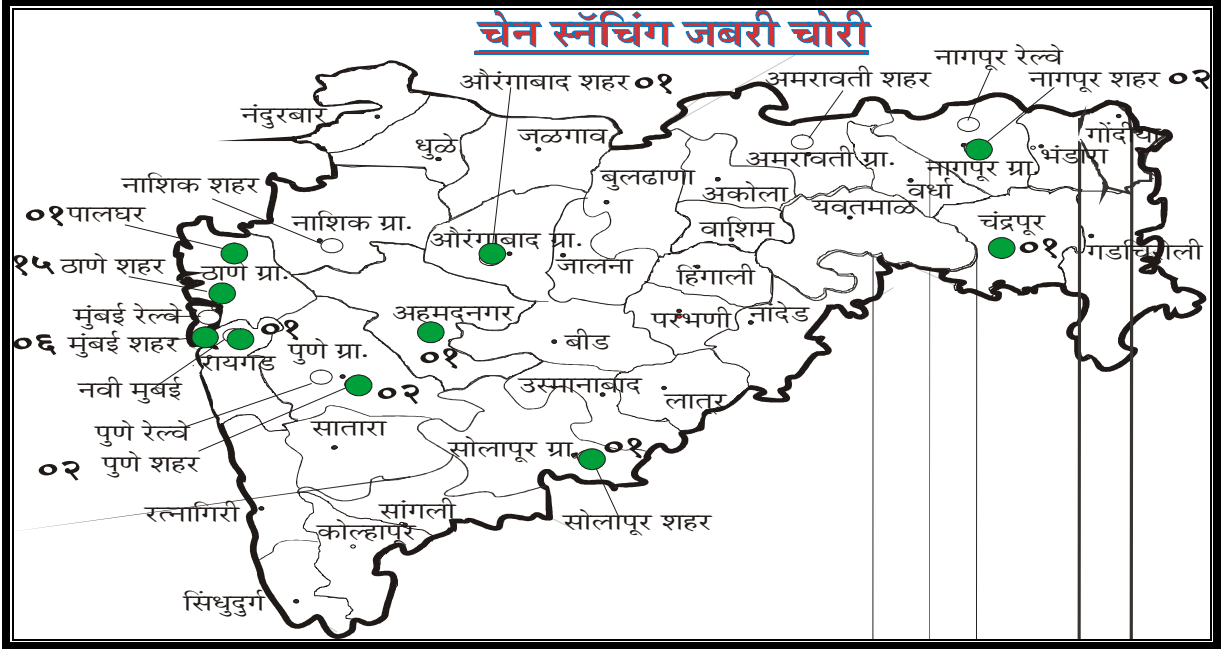 चेन स्नॅचिंग जबरी चोरी
नागपूर रेल्वे
औरंगाबाद शहर ०१
अमरावती शहर
नागपूर शहर ०२
नंदुरबार
धुळे
जळगाव
गोंदीया
भंडारा
बुलढाणा
अमरावती ग्रा.
नागपूर ग्रा.
नाशिक शहर
अकोला
वर्धा
यवतमाळ
०१ पालघर
नाशिक ग्रा.
औरंगाबाद ग्रा.
वाशिम
चंद्रपूर
०१
गडचिरोली
१५ ठाणे शहर
ठाणे ग्रा.
जालना
हिंगाली
मुंबई रेल्वे
अहमदनगर
परभणी
नांदेड
०६ मुंबई शहर
०१
रायगड
पुणे ग्रा.
०१
बीड
नवी मुबई
०२
उस्मानाबाद
लातूर
पुणे रेल्वे
सातारा
०२ पुणे शहर
सोलापूर ग्रा.
०१
रत्नागिरी
सांगली
कोल्हापूर
सोलापूर शहर
सिंधुदुर्ग